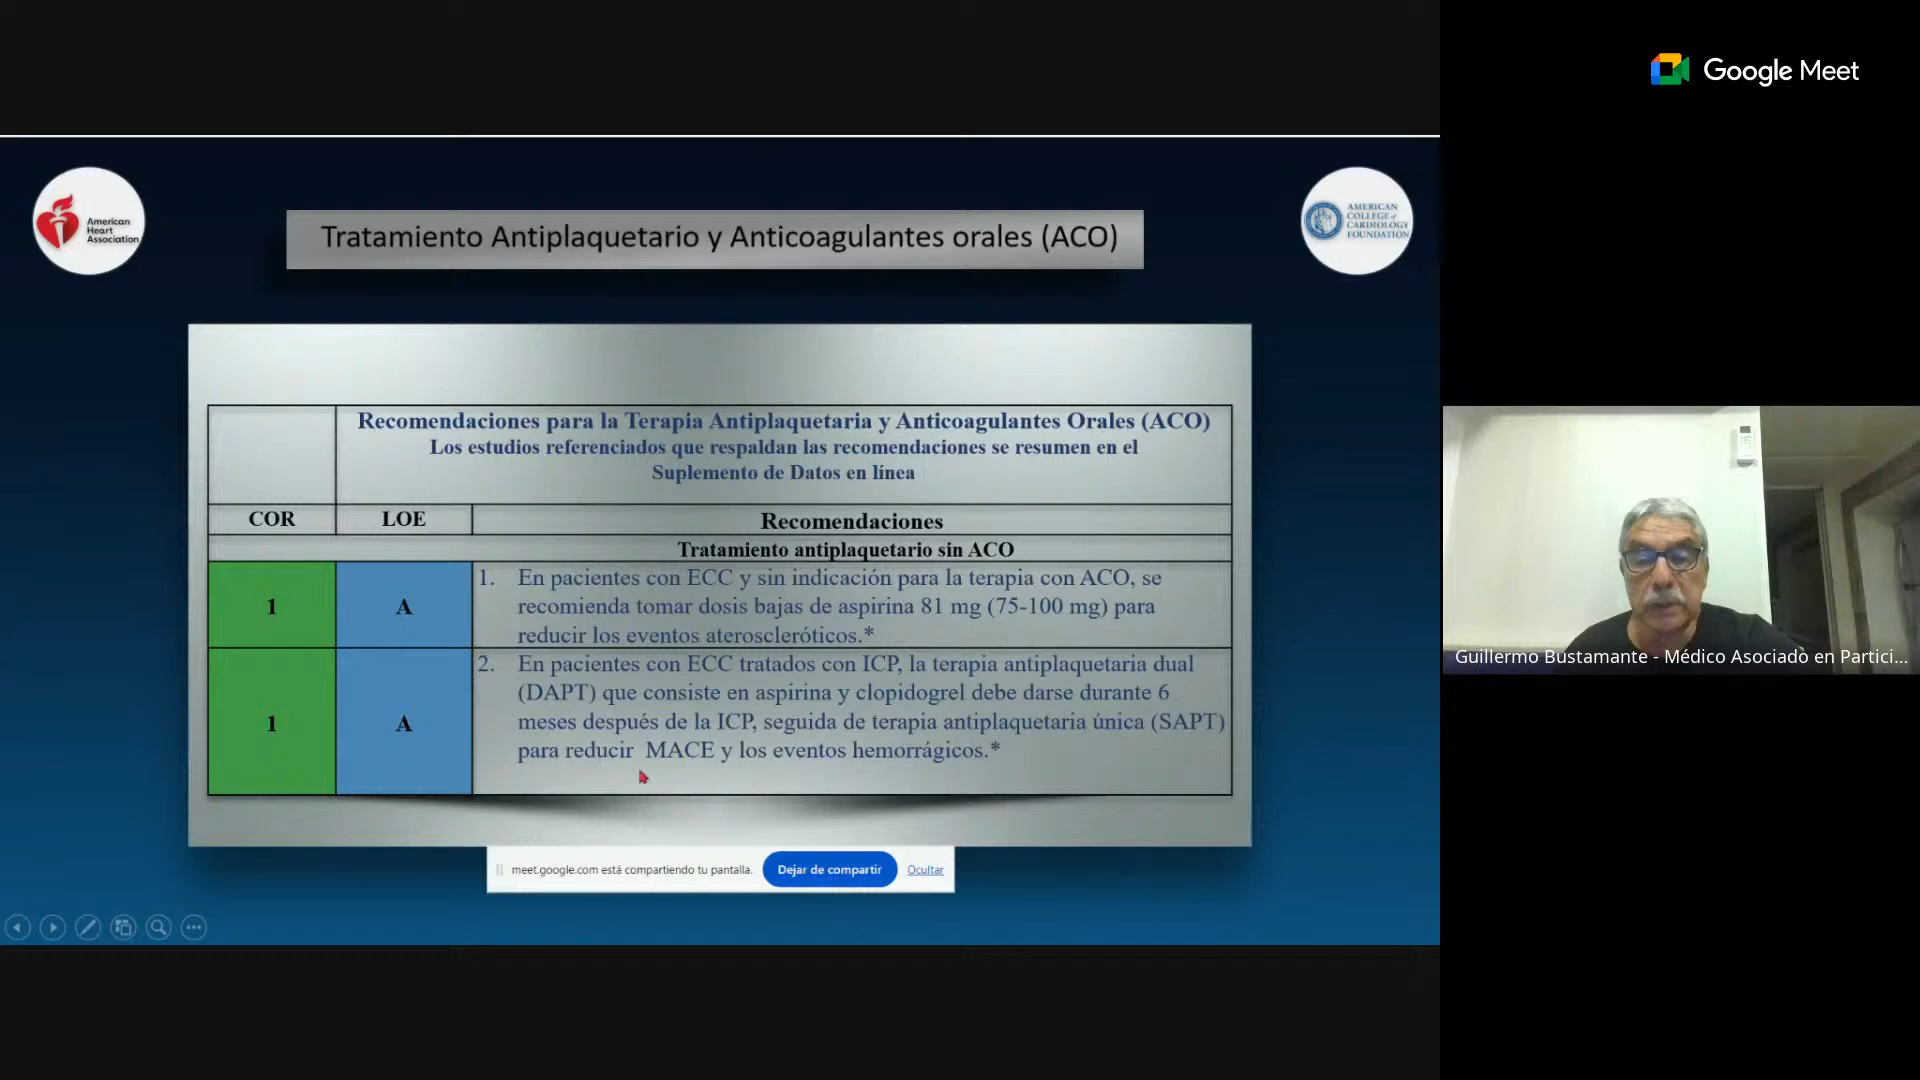 Google Meet
American
Heart
Association
AMERICAN
COLLEGE of
CARDIOLOGY
FOUNDATION
Tratamiento Antiplaquetario y Anticoagulantes orales (ACO)
Recomendaciones para la Terapia Antiplaquetaria y Anticoagulantes Orales (ACO)
Los estudios referenciados que respaldan las recomendaciones se resumen en el
Suplemento de Datos en línea
COR LOE Recomendaciones
Tratamiento antiplaquetario sin ACO
1 A 1. En pacientes con ECC y sin indicación para la terapia con ACO, se
recomienda tomar dosis bajas de aspirina 81 mg (75-100 mg) para
reducir los eventos ateroscleróticos.*
1 A 2. En pacientes con ECC tratados con ICP, la terapia antiplaquetaria dual
(DAPT) que consiste en aspirina y clopidogrel debe darse durante 6
meses después de la ICP, seguida de terapia antiplaquetaria única (SAPT)
para reducir MACE y los eventos hemorrágicos.*
meet.google.com está compartiendo tu pantalla. Dejar de compartir Ocultar
Guillermo Bustamante - Médico Asociado en Partici...